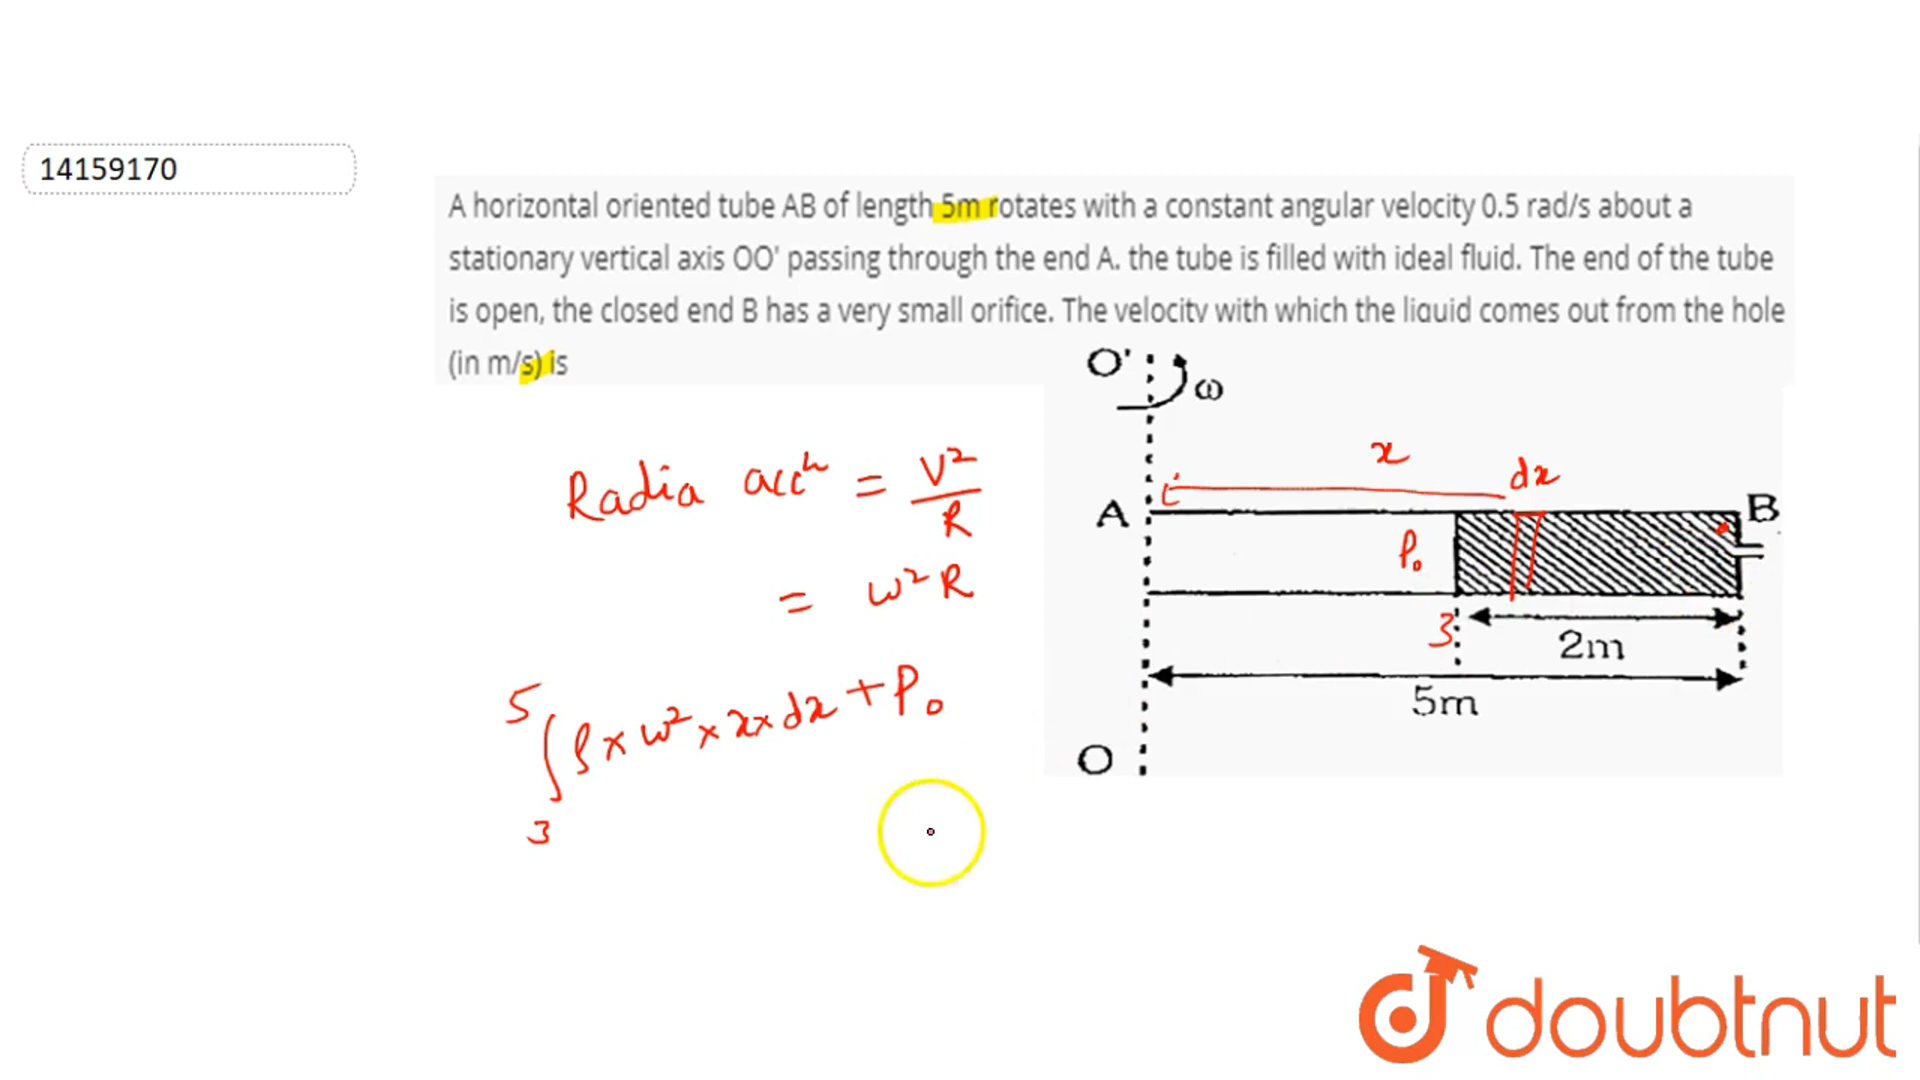 14159170
A horizontal oriented tube AB of length 5m rotates with a constant angular velocity 0.5 rad/s about a
stationary vertical axis OO' passing through the end A. the tube is filled with ideal fluid. The end of the tube
is open, the closed end B has a very small orifice. The velocity with which the liquid comes out from the hole
(in m/s) is
O' ω
x
dx
A B
P₀
3
2m
5m
O
Radia accⁿ = V²/R
= ω² R
5
∫ ρ × ω² × x × dx + P₀
3
doubtnut